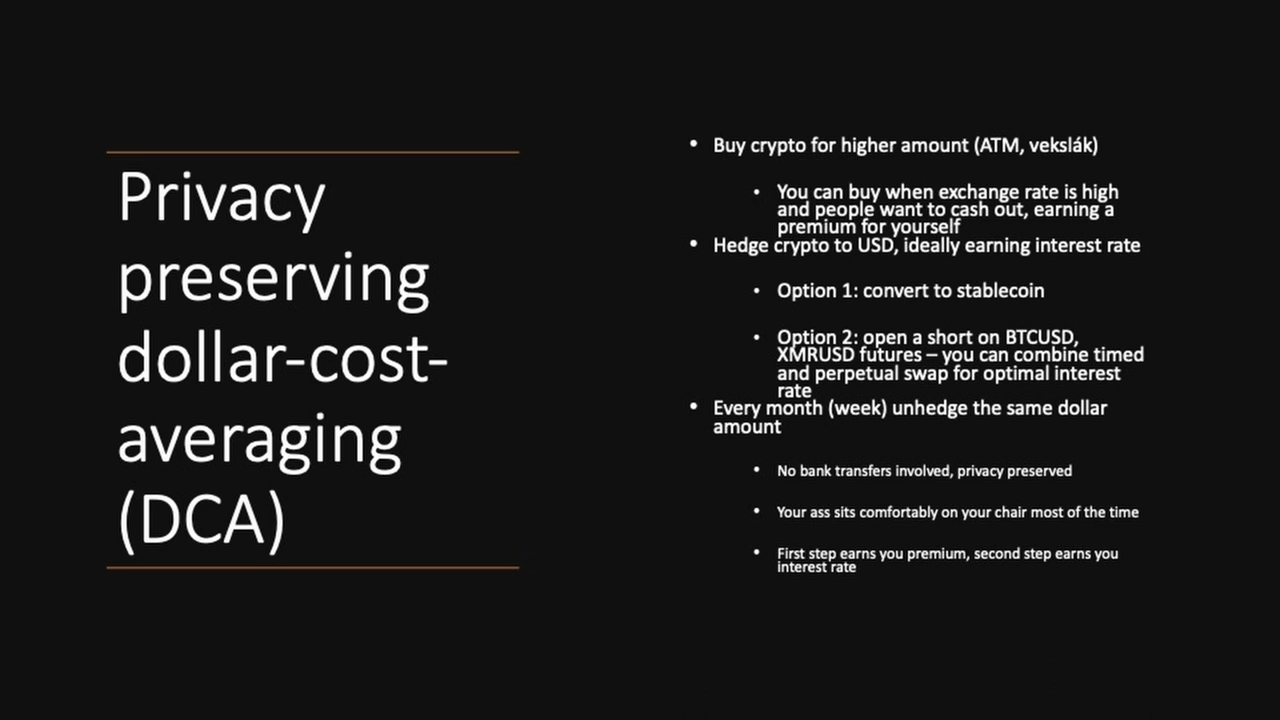 Privacy
preserving
dollar-cost-
averaging
(DCA)
• Buy crypto for higher amount (ATM, vekslák)
• You can buy when exchange rate is high
and people want to cash out, earning a
premium for yourself
• Hedge crypto to USD, ideally earning interest rate
• Option 1: convert to stablecoin
• Option 2: open a short on BTCUSD,
XMRUSD futures – you can combine timed
and perpetual swap for optimal interest
rate
• Every month (week) unhedge the same dollar
amount
• No bank transfers involved, privacy preserved
• Your ass sits comfortably on your chair most of the time
• First step earns you premium, second step earns you
interest rate